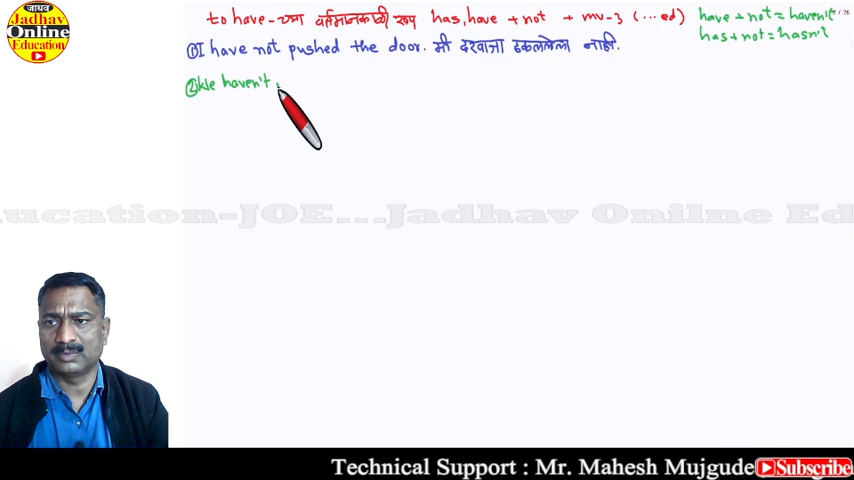 जाधव
Jadhav
Online
Education
to have - च्या वर्तमानकाळी रूप has, have + not + mv-3 (...ed)
have + not = haven't
has + not = hasn't
/ 26
① I have not pushed the door. मी दरवाजा ढकललेला नाही.
② We haven't
ucation-JOE...Jadhav Onilne Ed
Technical Support : Mr. Mahesh Mujgude
Subscribe